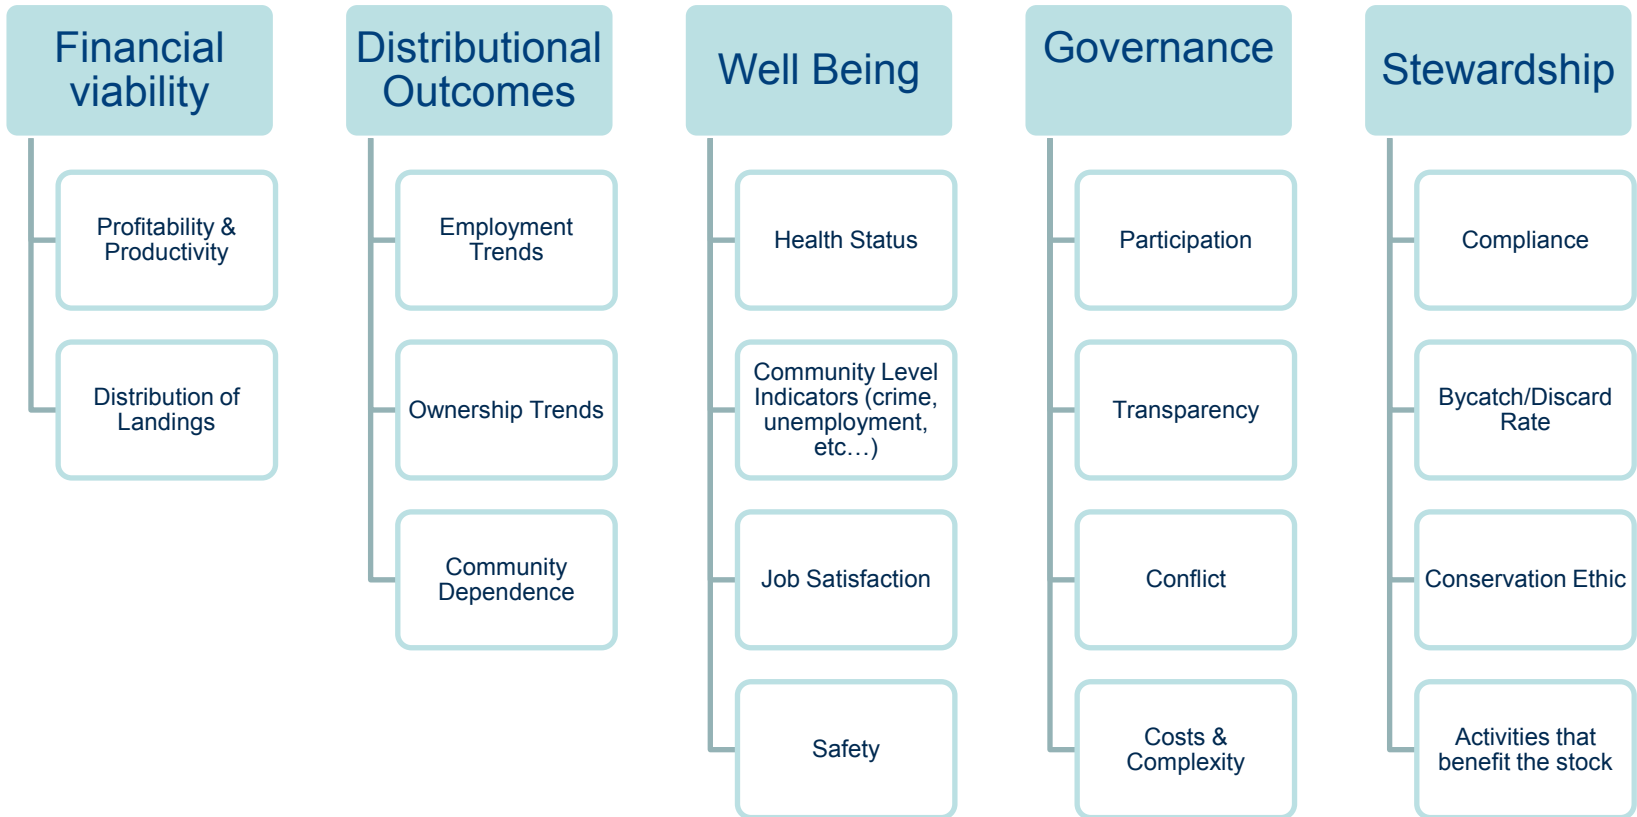 Financial
viability
Profitability &
Productivity
Distribution of
Landings
Distributional
Outcomes
Employment
Trends
Ownership Trends
Community
Dependence
Well Being
Health Status
Community Level
Indicators (crime,
unemployment,
etc…)
Job Satisfaction
Safety
Governance
Participation
Transparency
Conflict
Costs &
Complexity
Stewardship
Compliance
Bycatch/Discard
Rate
Conservation Ethic
Activities that
benefit the stock